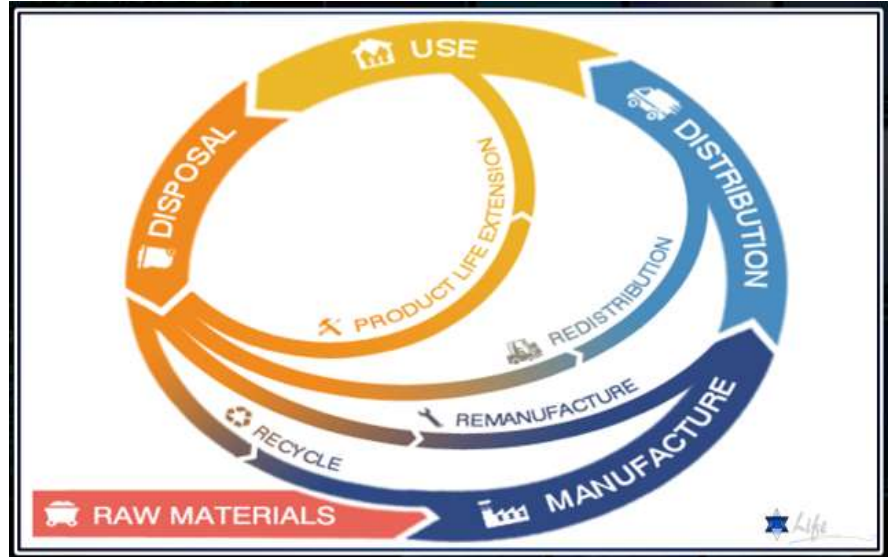 USE
DISTRIBUTION
DISPOSAL
PRODUCT LIFE EXTENSION
REDISTRIBUTION
REMANUFACTURE
RECYCLE
MANUFACTURE
RAW MATERIALS
Life